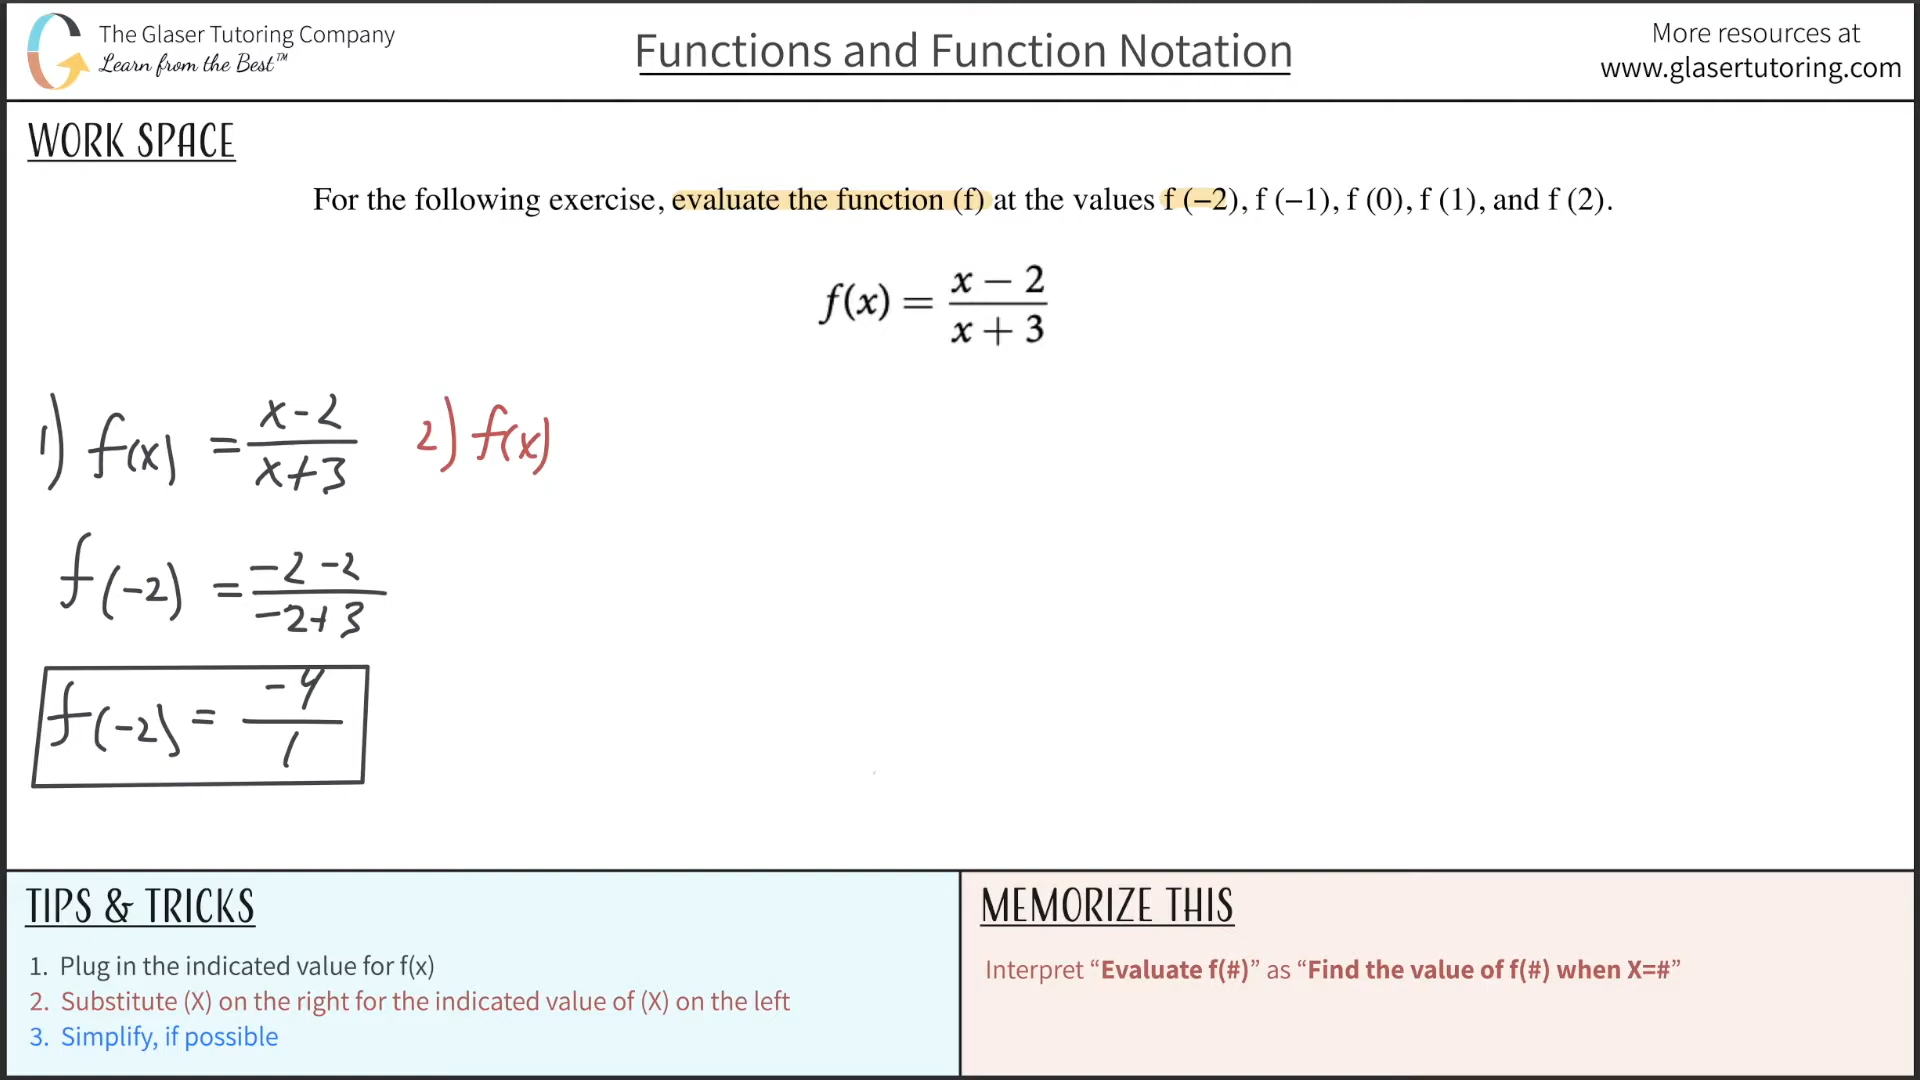 The Glaser Tutoring Company
Learn from the Best™
Functions and Function Notation
More resources at
www.glasertutoring.com
WORK SPACE
For the following exercise, evaluate the function (f) at the values f (−2), f (−1), f (0), f (1), and f (2).
f(x) = (x − 2)/(x + 3)
1) f(x) = (x-2)/(x+3)
2) f(x)
f(-2) = (-2-2)/(-2+3)
f(-2) = -4/1
TIPS & TRICKS
1. Plug in the indicated value for f(x)
2. Substitute (X) on the right for the indicated value of (X) on the left
3. Simplify, if possible
MEMORIZE THIS
Interpret “Evaluate f(#)” as “Find the value of f(#) when X=#”